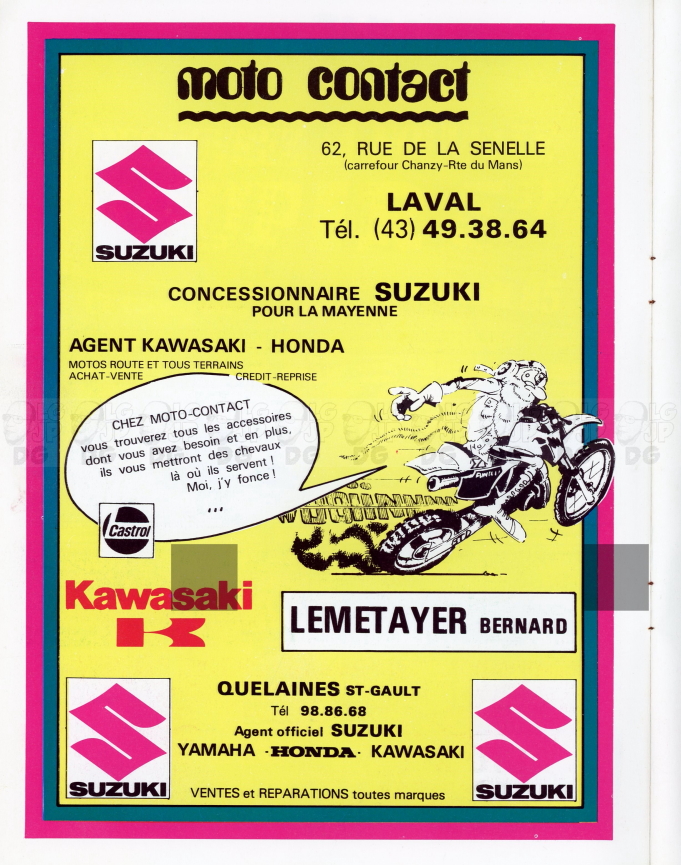 moto contact
62, RUE DE LA SENELLE
(carrefour Chanzy-Rte du Mans)
LAVAL
Tél. (43) 49.38.64
SUZUKI
CONCESSIONNAIRE SUZUKI
POUR LA MAYENNE
AGENT KAWASAKI - HONDA
MOTOS ROUTE ET TOUS TERRAINS
ACHAT-VENTE CREDIT-REPRISE
CHEZ MOTO-CONTACT
vous trouverez tous les accessoires
dont vous avez besoin et en plus,
ils vous mettront des chevaux
là où ils servent !
Moi, j'y fonce !
...
Castrol
Kawasaki
LEMETAYER BERNARD
QUELAINES ST-GAULT
Tél 98.86.68
Agent officiel SUZUKI
YAMAHA - HONDA - KAWASAKI
SUZUKI
SUZUKI
VENTES et REPARATIONS toutes marques